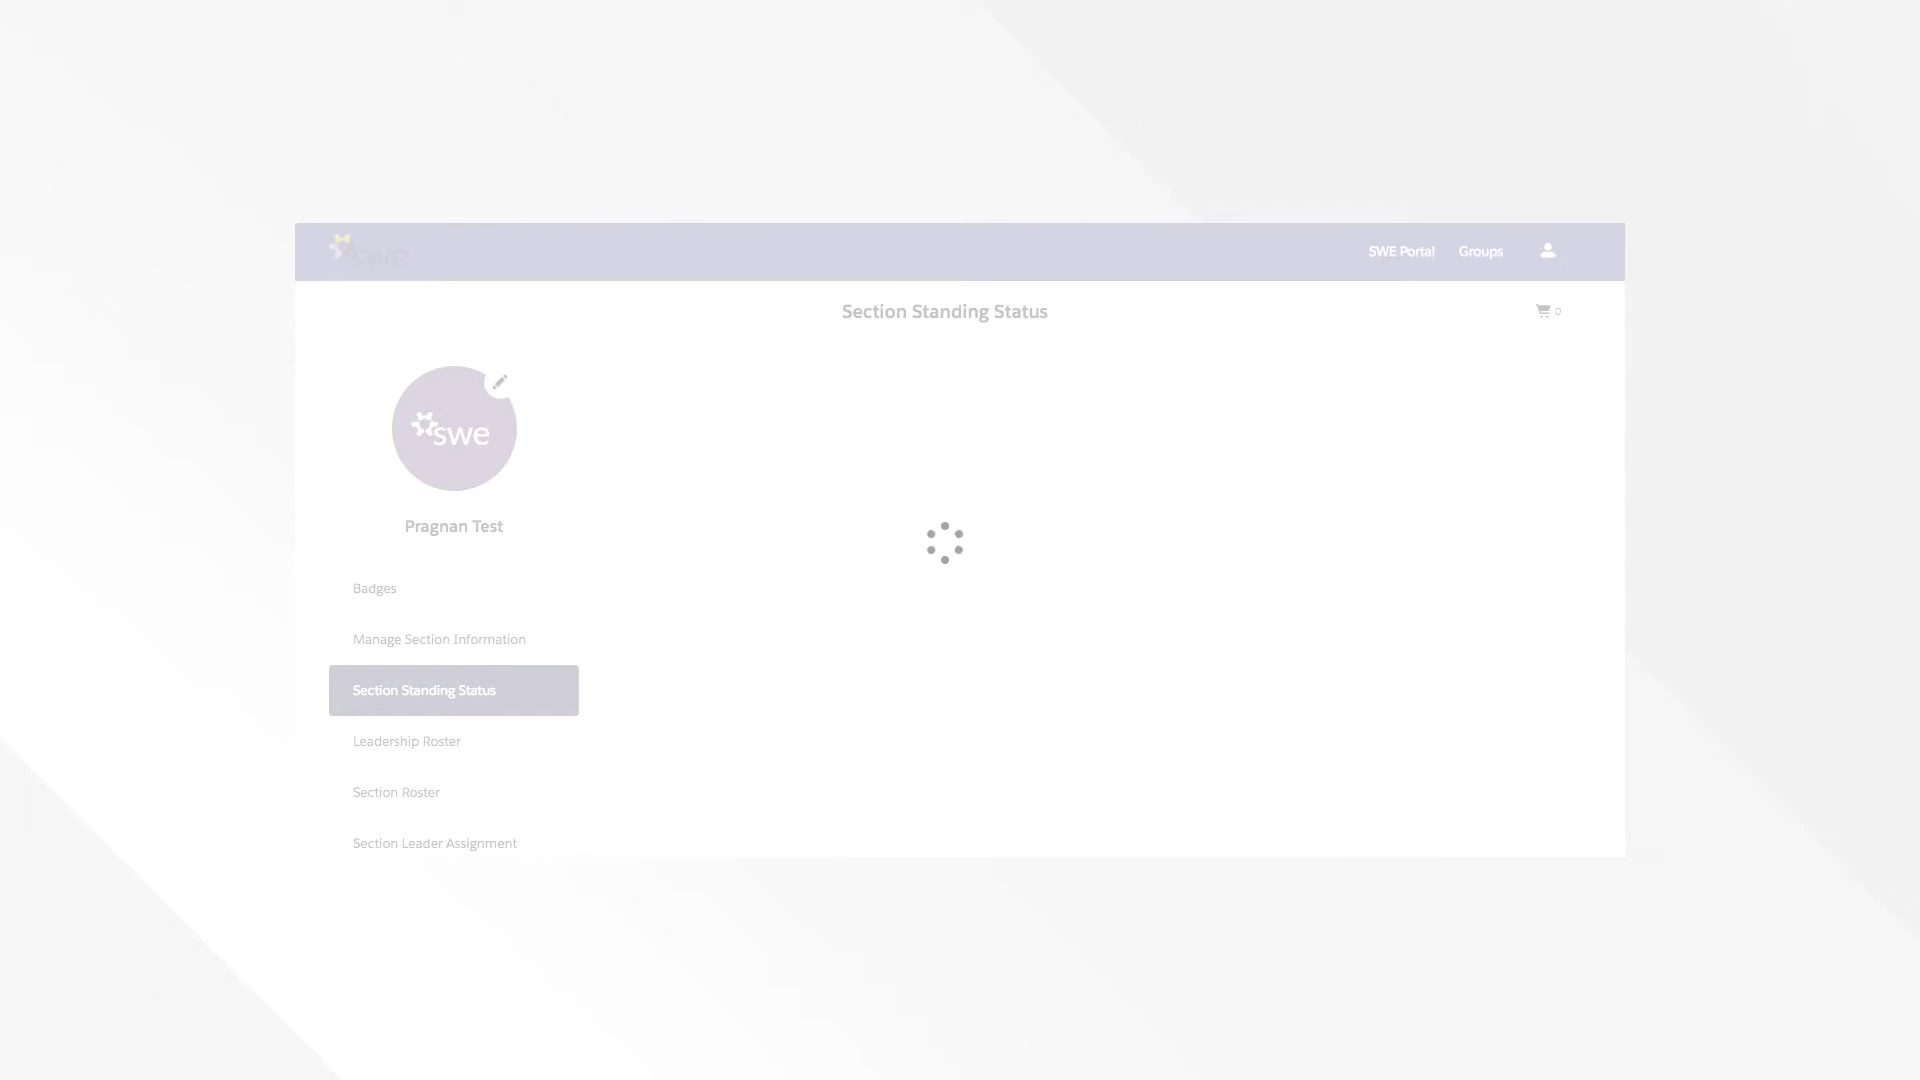 swe
SWE Portal
Groups
Section Standing Status
0
swe
Pragnan Test
Badges
Manage Section Information
Section Standing Status
Leadership Roster
Section Roster
Section Leader Assignment